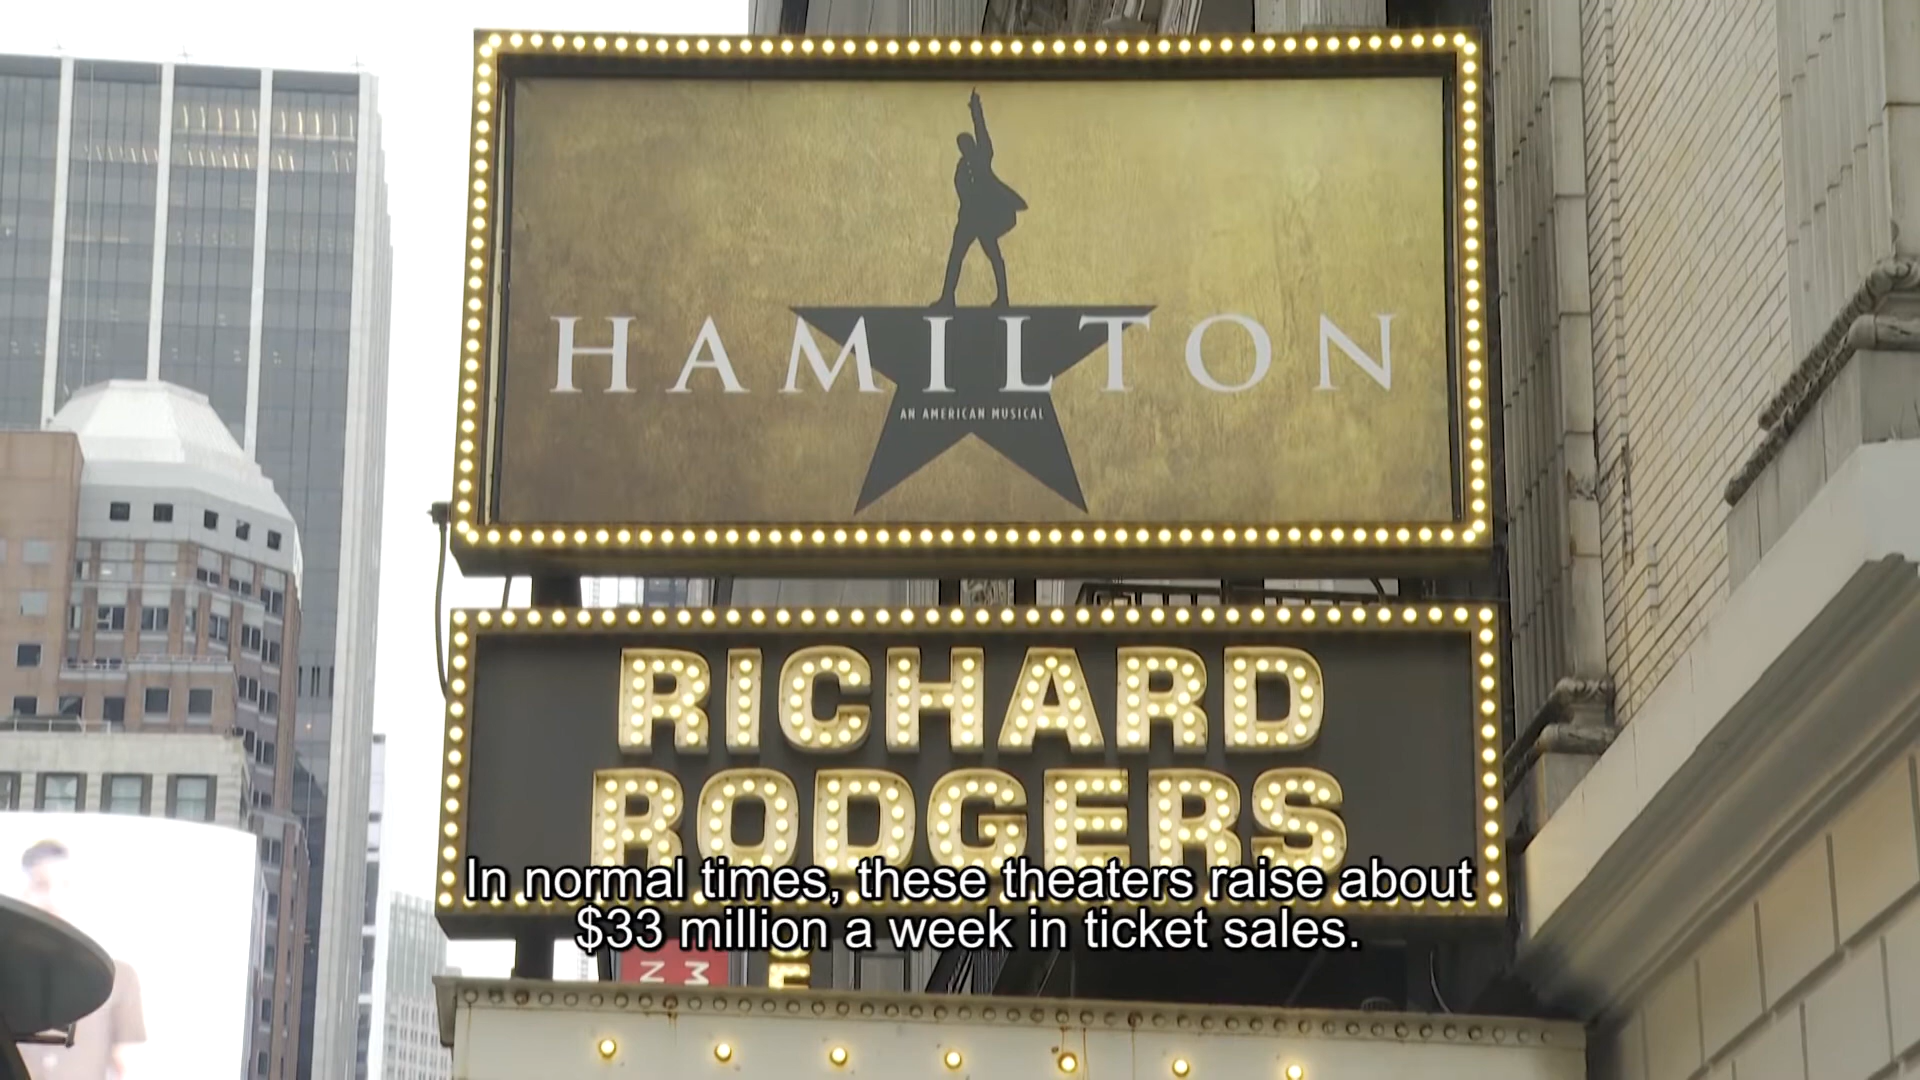 HAMILTON
AN AMERICAN MUSICAL
RICHARD
RODGERS
In normal times, these theaters raise about
$33 million a week in ticket sales.